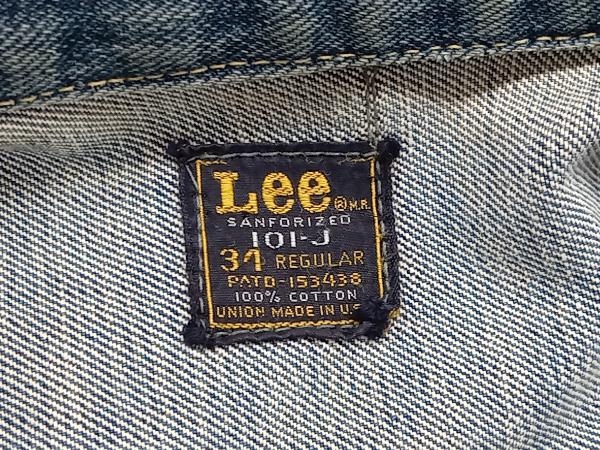 Lee ® M.R.
SANFORIZED
101-J
34 REGULAR
PATD-153438
100% COTTON
UNION MADE IN U.S